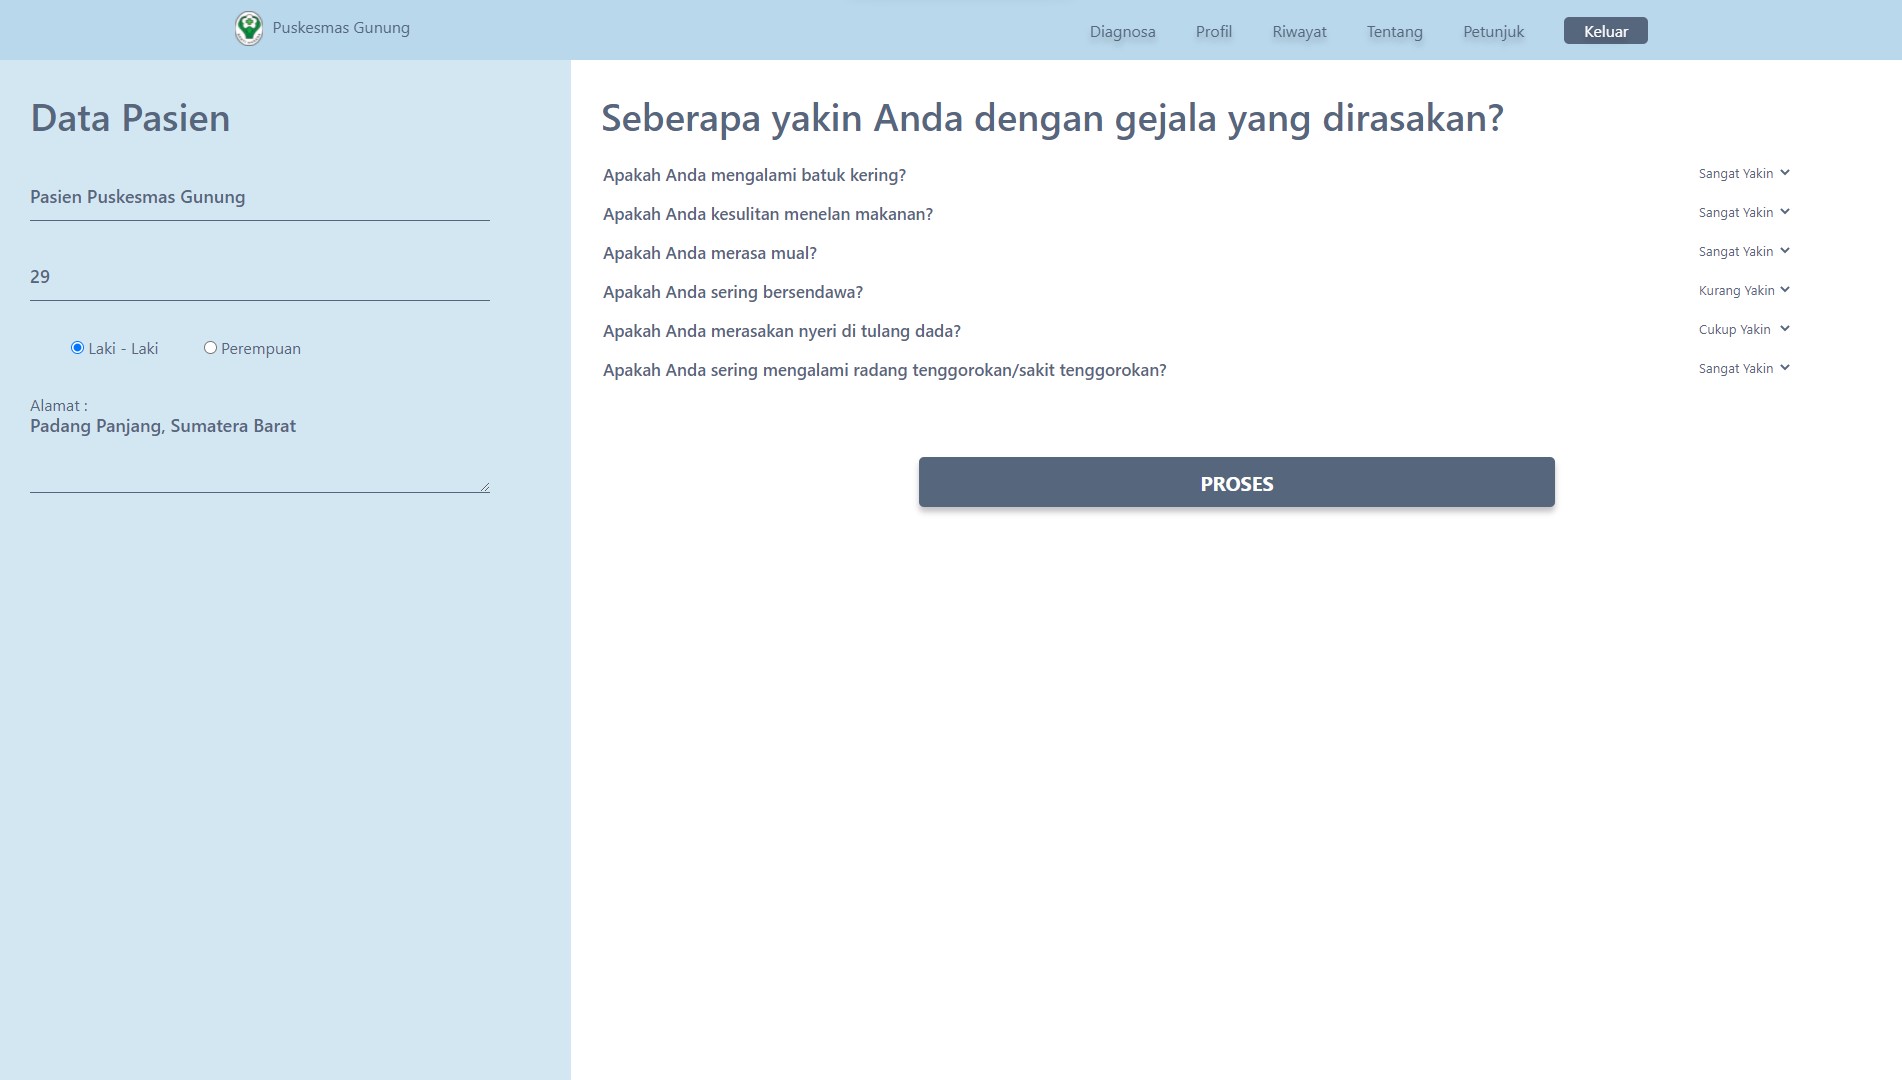 Puskesmas Gunung
Diagnosa
Profil
Riwayat
Tentang
Petunjuk
Keluar
Data Pasien
Pasien Puskesmas Gunung
29
Laki - Laki
Perempuan
Alamat :
Padang Panjang, Sumatera Barat
Seberapa yakin Anda dengan gejala yang dirasakan?
Apakah Anda mengalami batuk kering? Sangat Yakin
Apakah Anda kesulitan menelan makanan? Sangat Yakin
Apakah Anda merasa mual? Sangat Yakin
Apakah Anda sering bersendawa? Kurang Yakin
Apakah Anda merasakan nyeri di tulang dada? Cukup Yakin
Apakah Anda sering mengalami radang tenggorokan/sakit tenggorokan? Sangat Yakin
PROSES